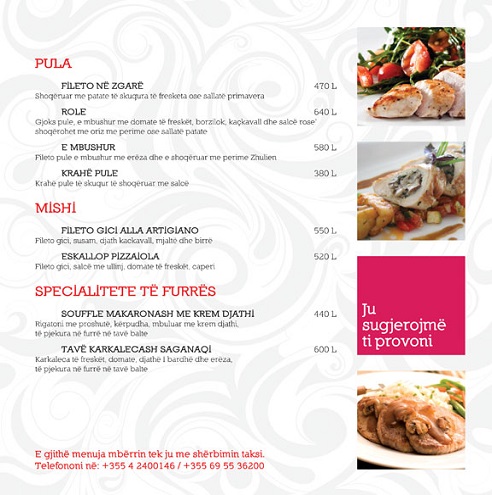 PULA
FILETO NË ZGARË 470 L
Shoqëruar me patate të skuqura të fresketa ose sallatë primavera
ROLE 640 L
Gjoks pule, e mbushur me domate të freskët, borzilok, kaçkavall dhe salcë rose'
shoqërohet me oriz me perime ose sallatë patate
E MBUSHUR 580 L
Fileto pule e mbushur me erëza dhe e shoqëruar me perime Zhulien
KRAHË PULE 380 L
Krahë pule të skuqur të shoqëruar me salcë
MISHI
FILETO GICI ALLA ARTIGIANO 550 L
Fileto gici, susam, djath kackavall, mjaltë dhe birrë
ESKALLOP PIZZAIOLA 520 L
Fileto gici, salcë me ullinj, domate të freskët, caperi
SPECIALITETE TË FURRËS
SOUFFLE MAKARONASH ME KREM DJATHI 440 L
Rigatoni me proshutë, kërpudha, mbuluar me krem djathi,
të pjekura në furrë në tavë balte
TAVË KARKALECASH SAGANAQI 600 L
Karkaleca të freskët, domate, djathë i bardhë dhe erëza,
të pjekura në furrë në tavë balte
Ju
sugjerojmë
ti provoni
E gjithë menuja mbërrin tek ju me shërbimin taksi.
Telefononi në: +355 4 2400146 / +355 69 55 36200